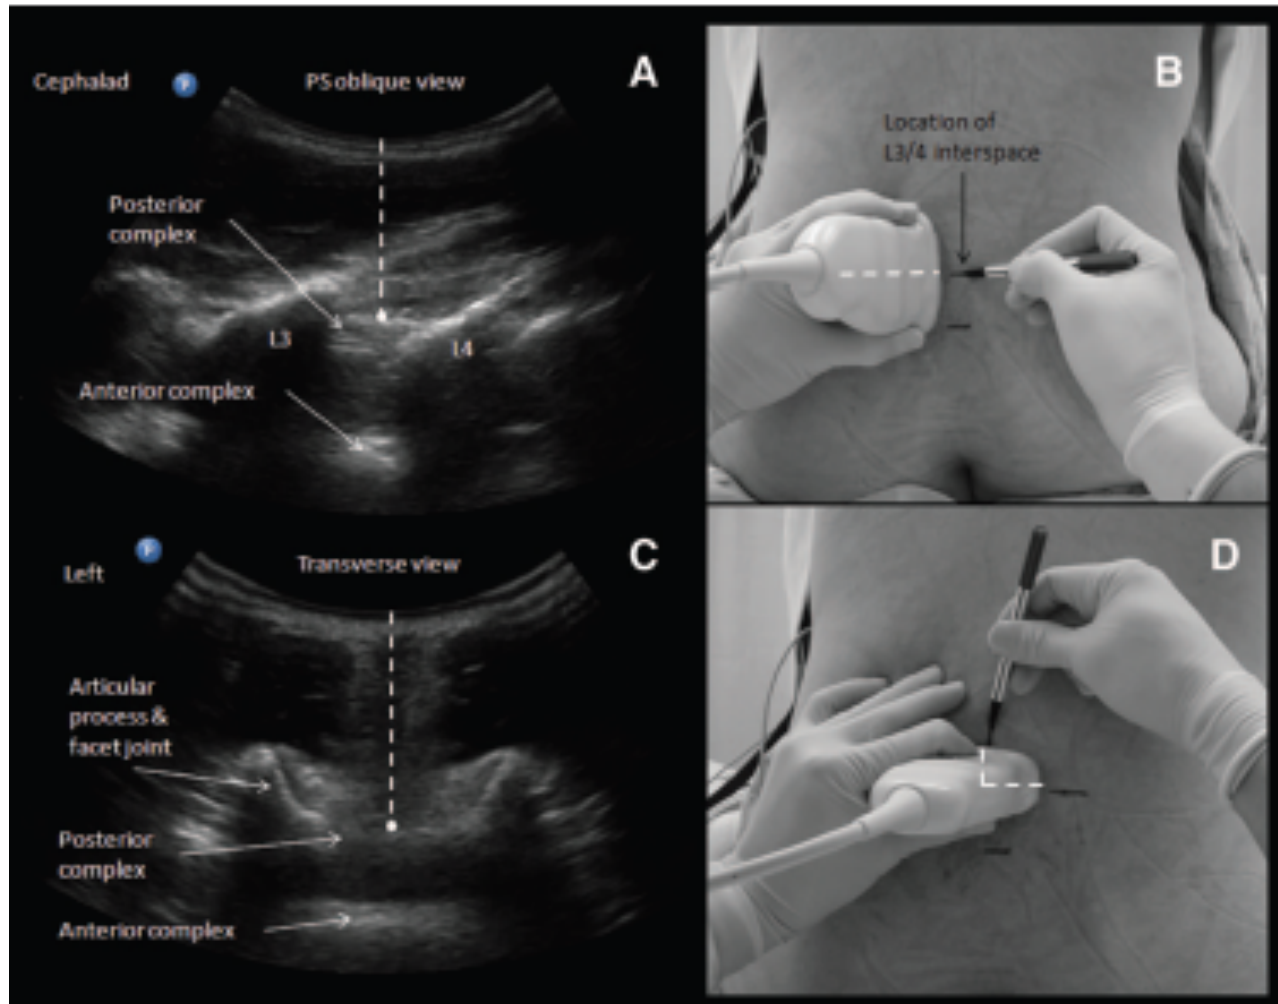 Cephalad
P
PS oblique view
A
Posterior
complex
L3
L4
Anterior complex
B
Location of
L3/4 interspace
Left
P
Transverse view
C
Articular
process &
facet joint
Posterior
complex
Anterior complex
D